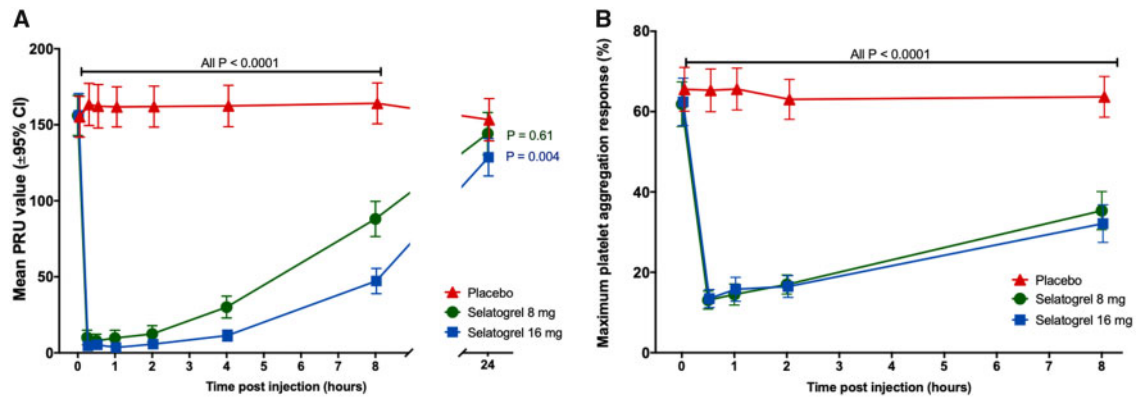 A
All P < 0.0001
200
150
100
50
0
Mean PRU value (±95% CI)
P = 0.61
P = 0.004
Placebo
Selatogrel 8 mg
Selatogrel 16 mg
0 1 2 3 4 5 6 7 8 24
Time post injection (hours)
B
All P < 0.0001
80
60
40
20
0
Maximum platelet aggregation response (%)
Placebo
Selatogrel 8 mg
Selatogrel 16 mg
0 1 2 3 4 5 6 7 8
Time post injection (hours)